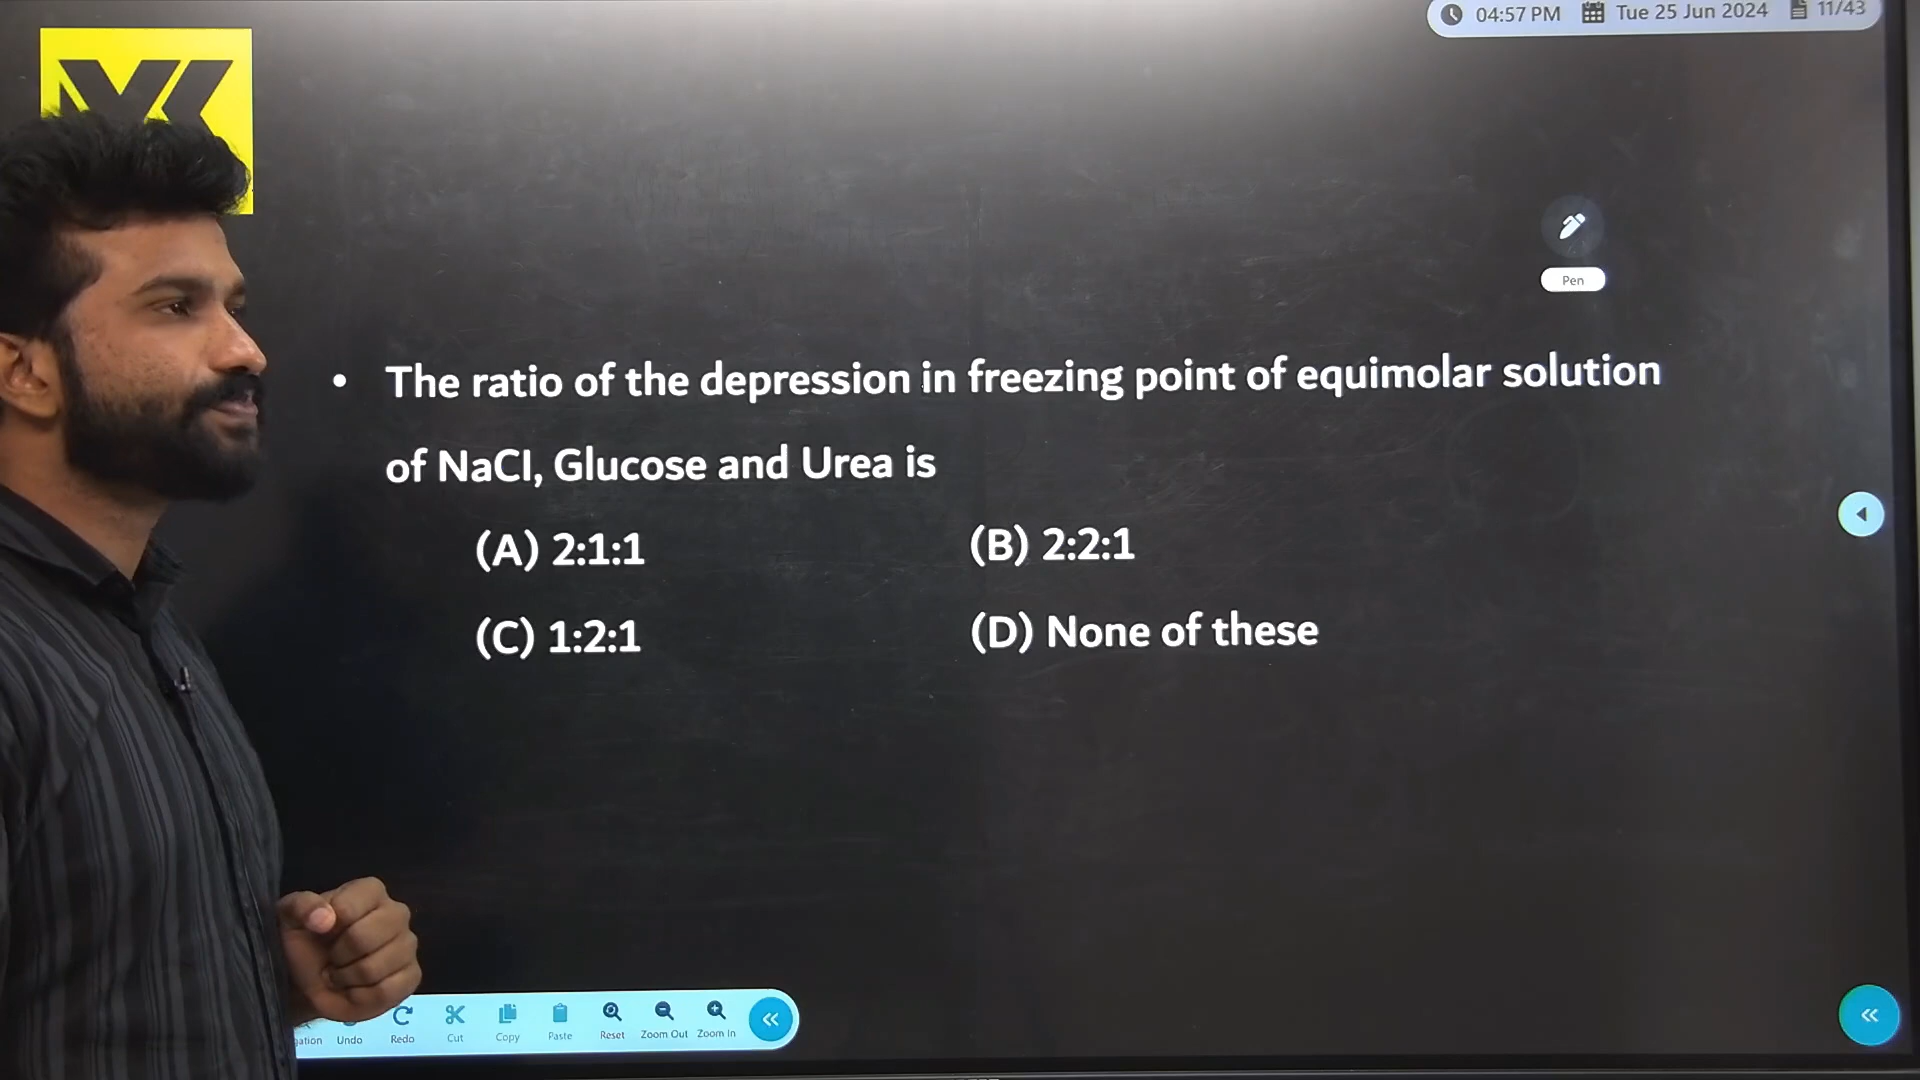 04:57 PM Tue 25 Jun 2024 11/43
Pen
• The ratio of the depression in freezing point of equimolar solution
of NaCl, Glucose and Urea is
(A) 2:1:1 (B) 2:2:1
(C) 1:2:1 (D) None of these
Undo Redo Cut Copy Paste Reset Zoom Out Zoom In